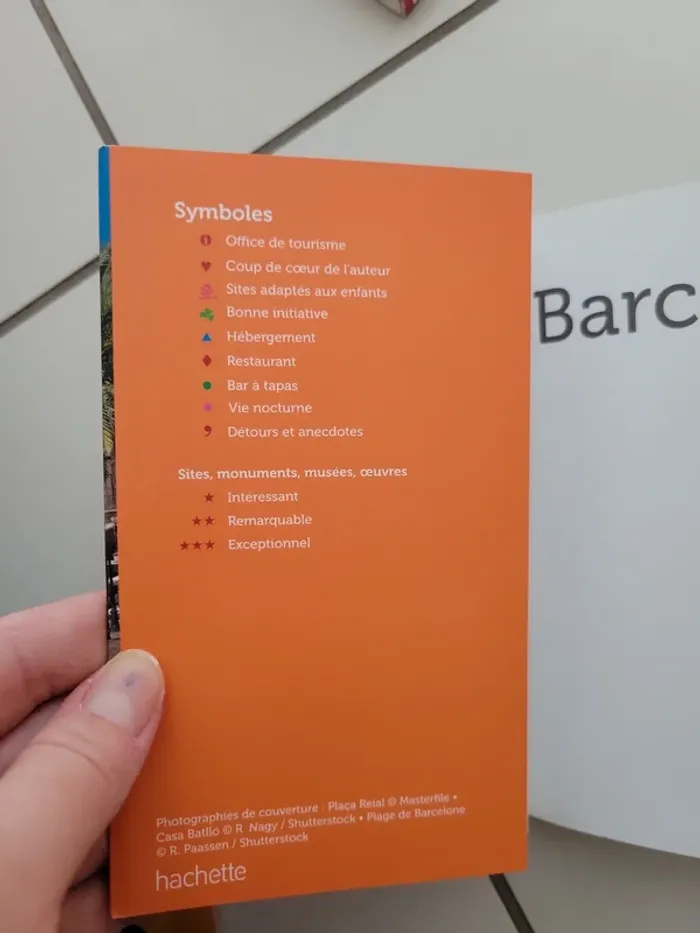 Symboles
Office de tourisme
Coup de cœur de l'auteur
Sites adaptés aux enfants
Bonne initiative
Hébergement
Restaurant
Bar à tapas
Vie nocturne
Détours et anecdotes
Sites, monuments, musées, œuvres
★ Intéressant
★★ Remarquable
★★★ Exceptionnel
Photographies de couverture : Plaça Reial © Masterfile •
Casa Batlló © R. Nagy / Shutterstock • Plage de Barcelone
© R. Paassen / Shutterstock
hachette
Barc